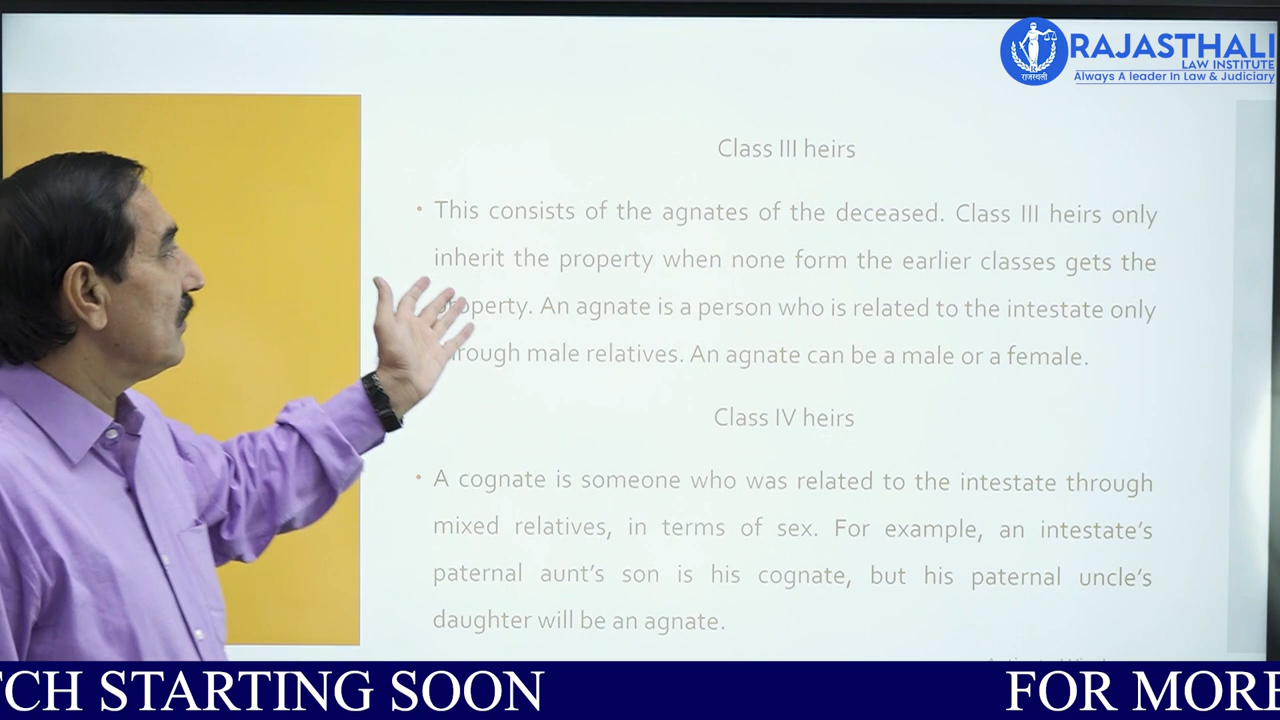 RAJASTHALI
LAW INSTITUTE
Always A leader In Law & Judiciary
राजस्थली
Class III heirs
• This consists of the agnates of the deceased. Class III heirs only
inherit the property when none form the earlier classes gets the
property. An agnate is a person who is related to the intestate only
through male relatives. An agnate can be a male or a female.
Class IV heirs
• A cognate is someone who was related to the intestate through
mixed relatives, in terms of sex. For example, an intestate's
paternal aunt's son is his cognate, but his paternal uncle's
daughter will be an agnate.
TCH STARTING SOON FOR MORE